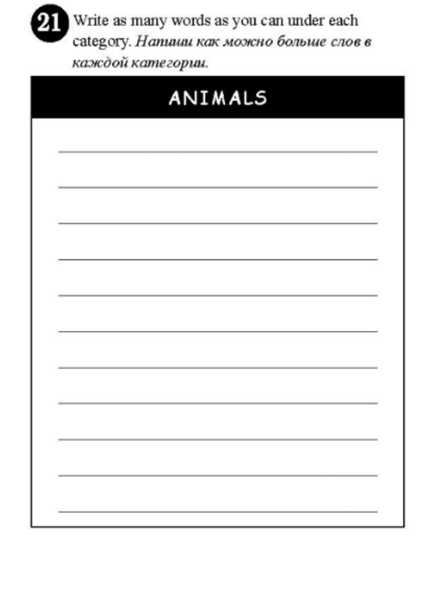 21 Write as many words as you can under each
category. Напиши как можно больше слов в
каждой категории.
ANIMALS